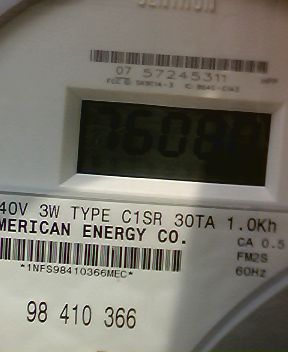 07 57245311
7608
40V 3W TYPE C1SR 30TA 1.0Kh
MERICAN ENERGY CO.
CA 0.5
FM2S
60Hz
*1NFS98410366MEC*
98 410 366